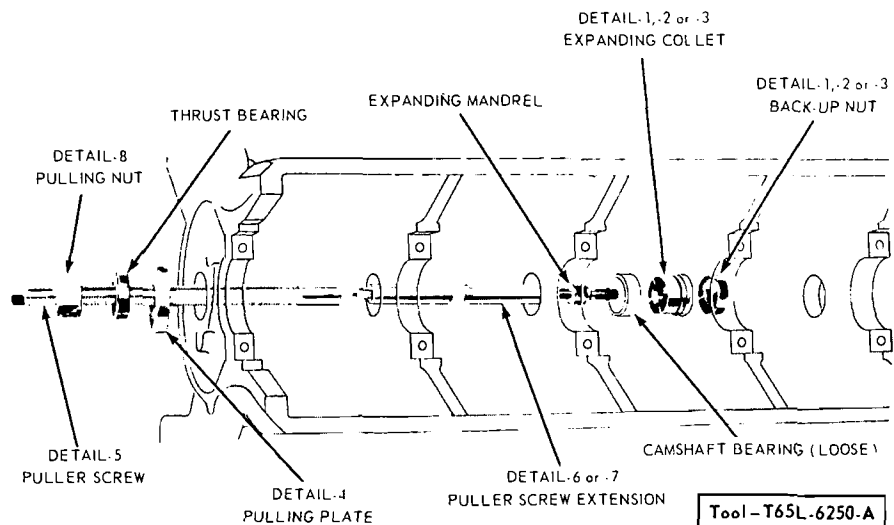 DETAIL-1,-2 or -3
EXPANDING COLLET
DETAIL-1,-2 or -3
BACK-UP NUT
EXPANDING MANDREL
THRUST BEARING
DETAIL-8
PULLING NUT
DETAIL-5
PULLER SCREW
DETAIL-4
PULLING PLATE
DETAIL-6 or -7
PULLER SCREW EXTENSION
CAMSHAFT BEARING (LOOSE)
Tool-T65L-6250-A